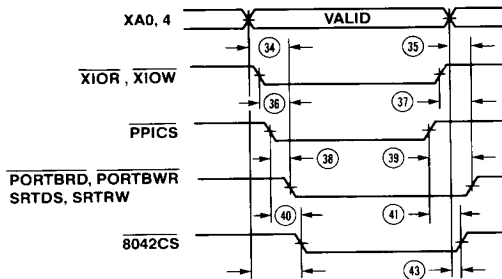 XA0, 4 VALID
34 35
XIOR , XIOW
36 37
PPICS
38 39
PORTBRD, PORTBWR
SRTDS, SRTRW
40 41
8042CS
43